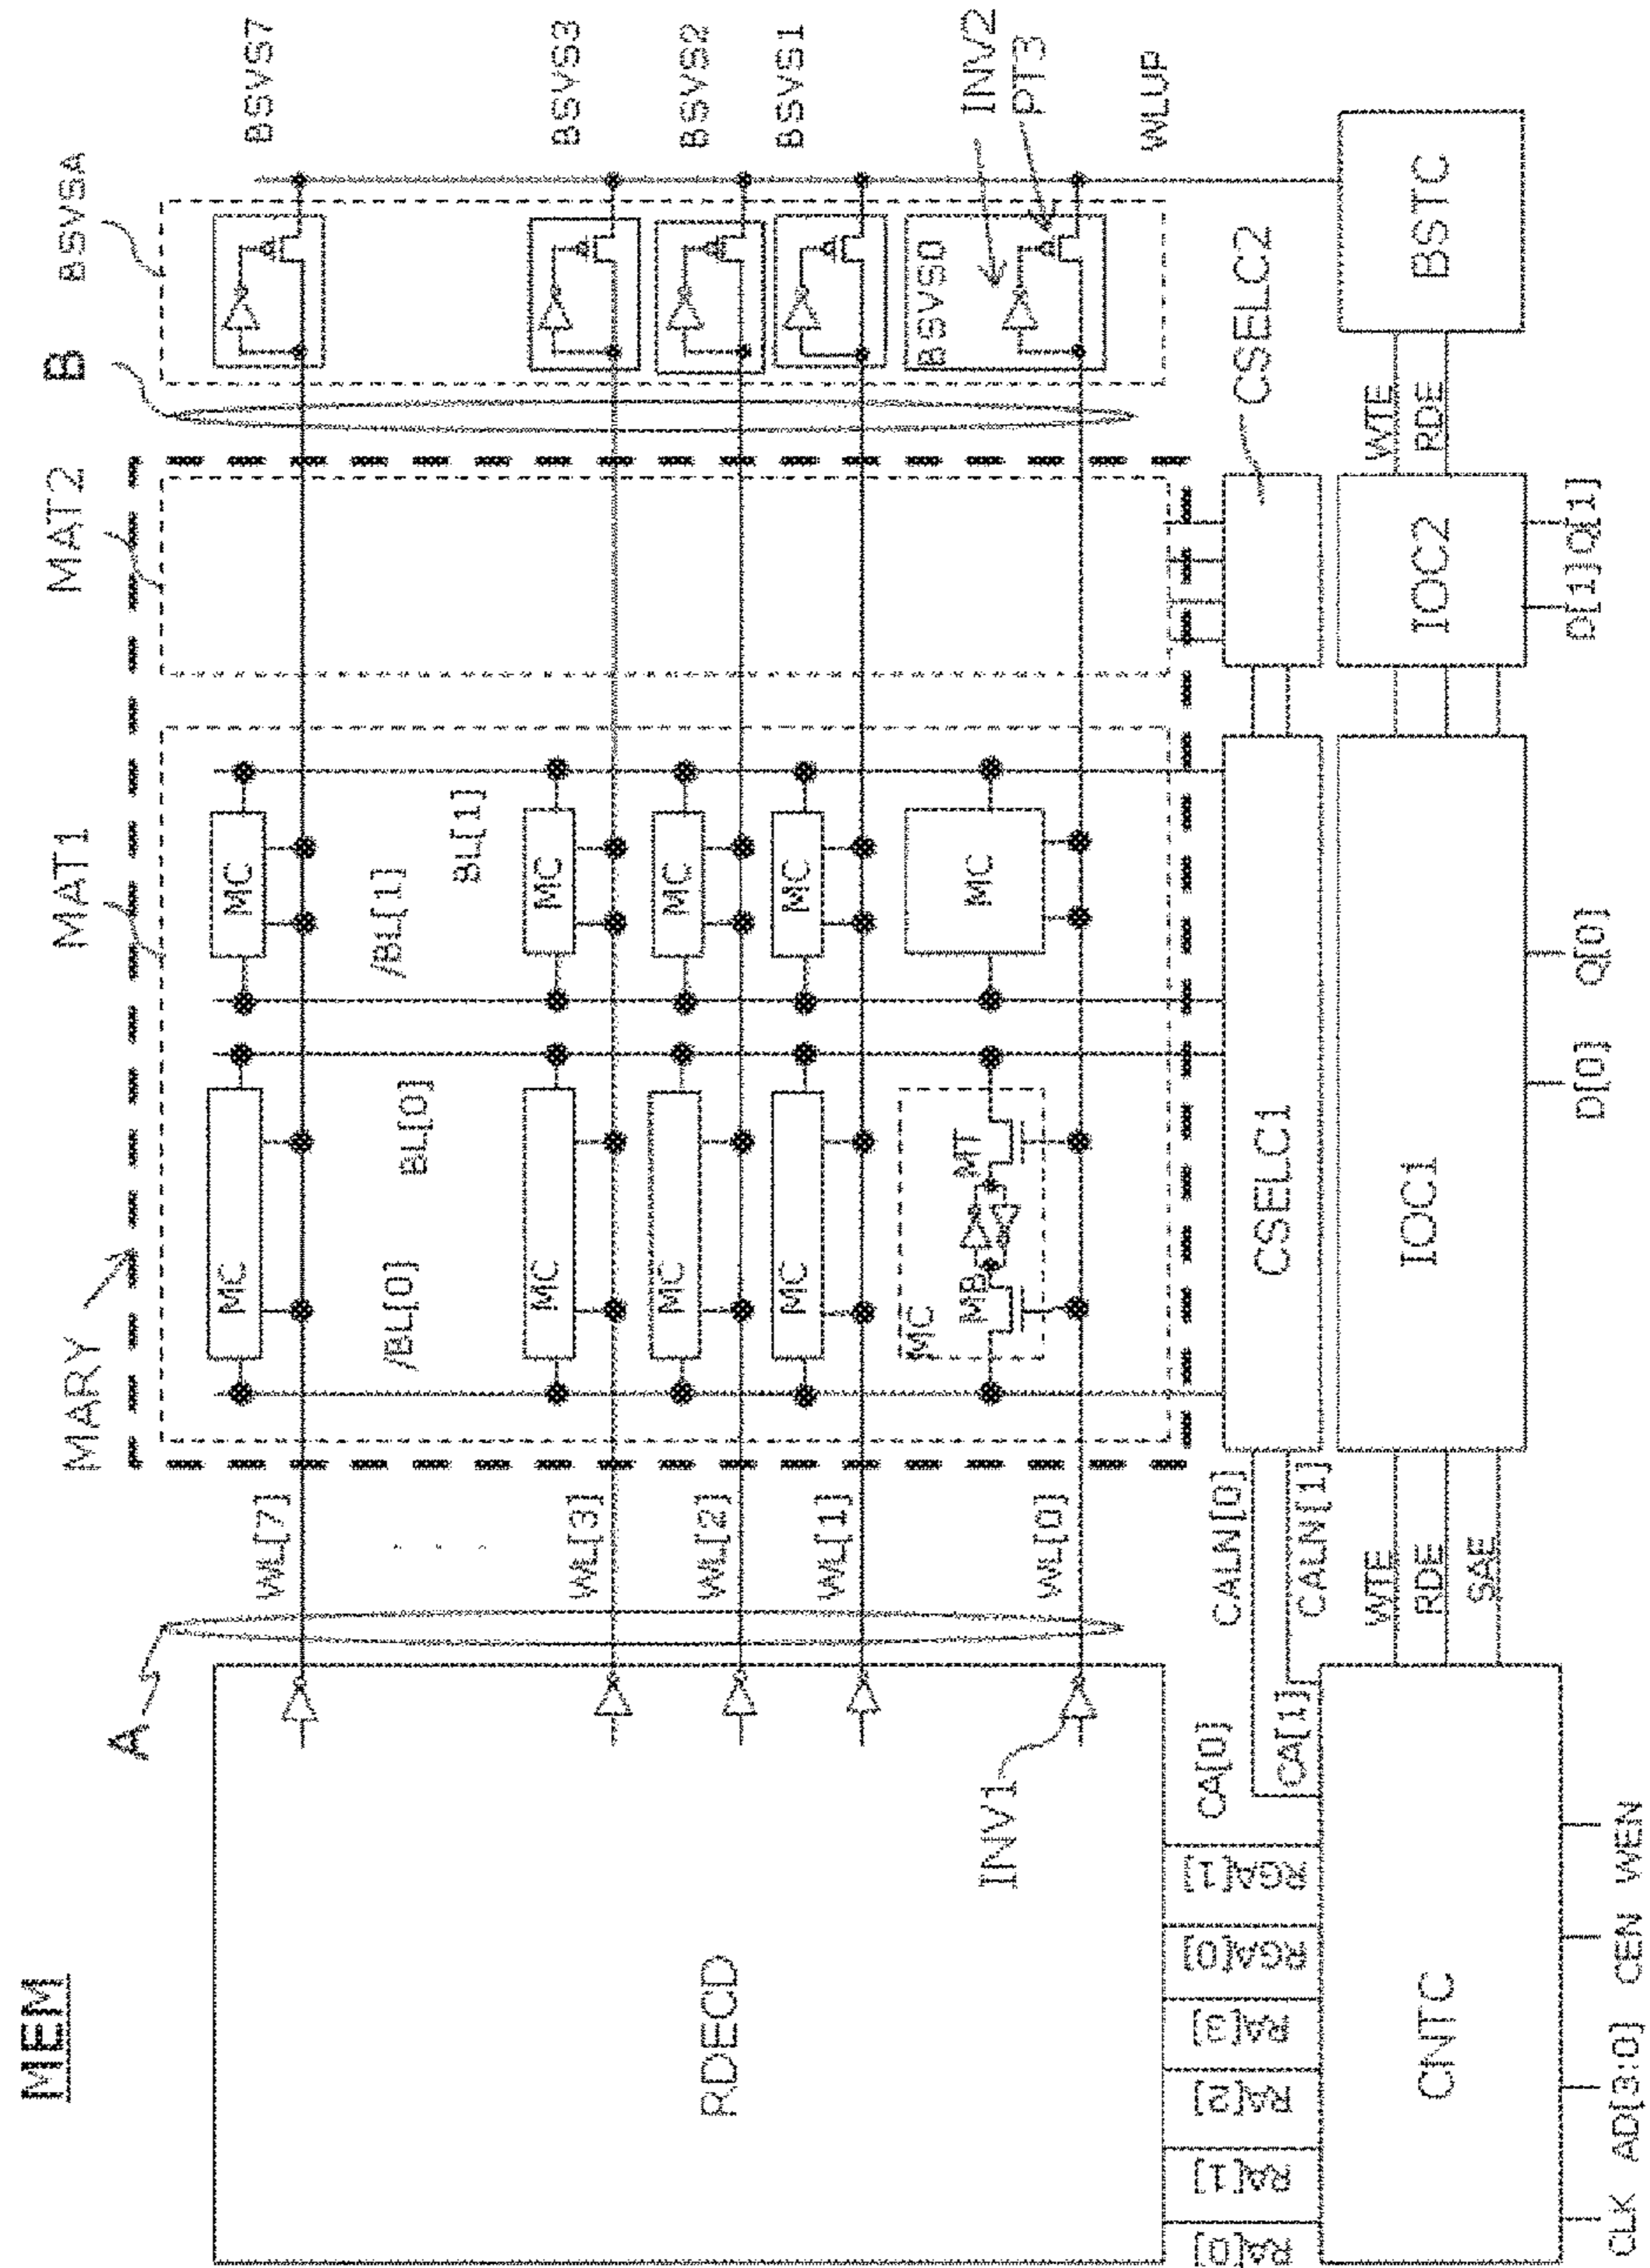 MEM
A
MARY
MAT1
MAT2
B
BSVSA
WL[7]
MC
/BL[0]
BL[0]
MC
/BL[1]
BL[1]
BSVS7
. . .
WL[3]
MC
MC
BSVS3
RDECD
WL[2]
MC
MC
BSVS2
WL[1]
MC
MC
BSVS1
INV1
WL[0]
MC
MB
MT
MC
BSVS0
INV2
PT3
WLUP
RA[0]
RA[1]
RA[2]
RA[3]
RGA[0]
RGA[1]
CA[0]
CA[1]
CALN[0]
CALN[1]
CSELC1
CSELC2
CNTC
WTE
RDE
SAE
IOC1
IOC2
WTE
RDE
BSTC
CLK
AD[3:0]
CEN
WEN
D[0]
Q[0]
D[1]
Q[1]